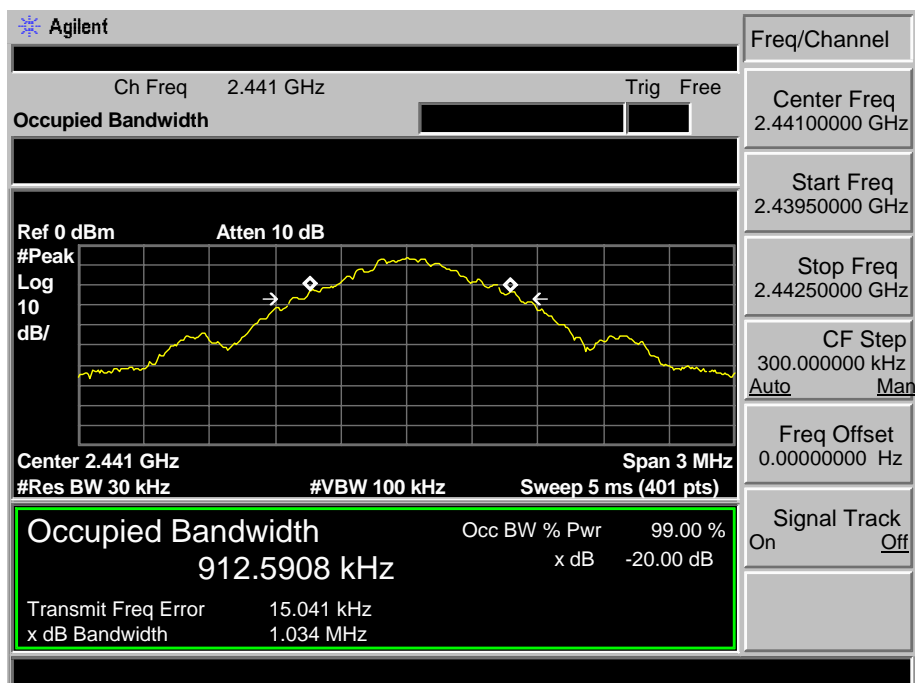 Agilent
Freq/Channel
Ch Freq 2.441 GHz Trig Free
Occupied Bandwidth
Center Freq
2.44100000 GHz
Start Freq
2.43950000 GHz
Ref 0 dBm Atten 10 dB
#Peak
Log
10
dB/
Stop Freq
2.44250000 GHz
CF Step
300.000000 kHz
Auto Man
Freq Offset
0.00000000 Hz
Center 2.441 GHz Span 3 MHz
#Res BW 30 kHz #VBW 100 kHz Sweep 5 ms (401 pts)
Signal Track
On Off
Occupied Bandwidth Occ BW % Pwr 99.00 %
912.5908 kHz x dB -20.00 dB
Transmit Freq Error 15.041 kHz
x dB Bandwidth 1.034 MHz